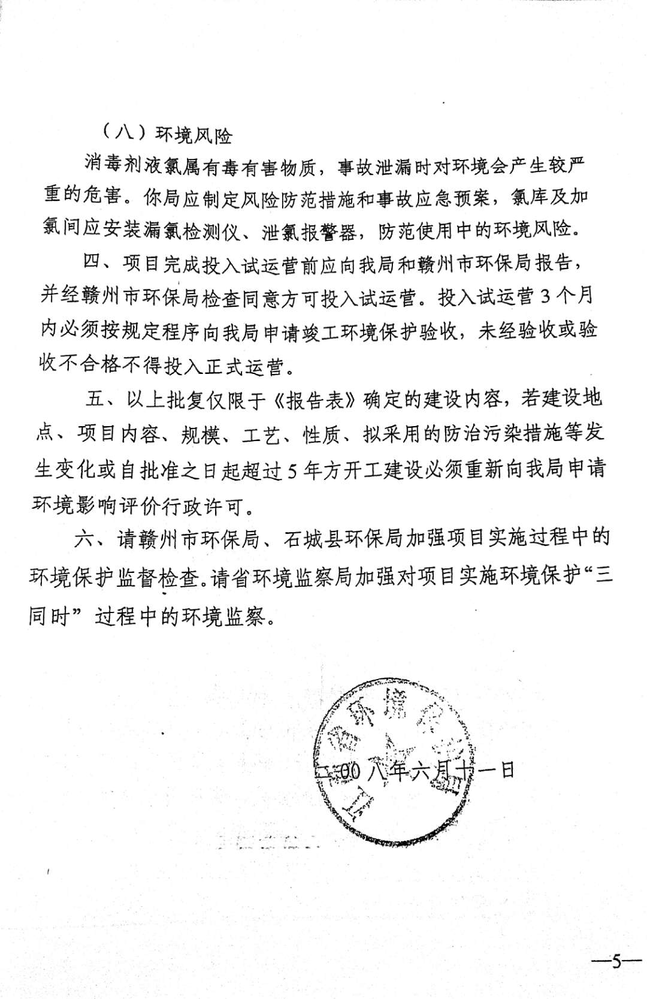 （八）环境风险
消毒剂液氯属有毒有害物质，事故泄漏时对环境会产生较严
重的危害。你局应制定风险防范措施和事故应急预案，氯库及加
氯间应安装漏氯检测仪、泄氯报警器，防范使用中的环境风险。
四、项目完成投入试运营前应向我局和赣州市环保局报告，
并经赣州市环保局检查同意方可投入试运营。投入试运营3个月
内必须按规定程序向我局申请竣工环境保护验收，未经验收或验
收不合格不得投入正式运营。
五、以上批复仅限于《报告表》确定的建设内容，若建设地
点、项目内容、规模、工艺、性质、拟采用的防治污染措施等发
生变化或自批准之日起超过5年方开工建设必须重新向我局申请
环境影响评价行政许可。
六、请赣州市环保局、石城县环保局加强项目实施过程中的
环境保护监督检查。请省环境监察局加强对项目实施环境保护“三
同时”过程中的环境监察。
省环境保
二00八年六月十一日
—5—